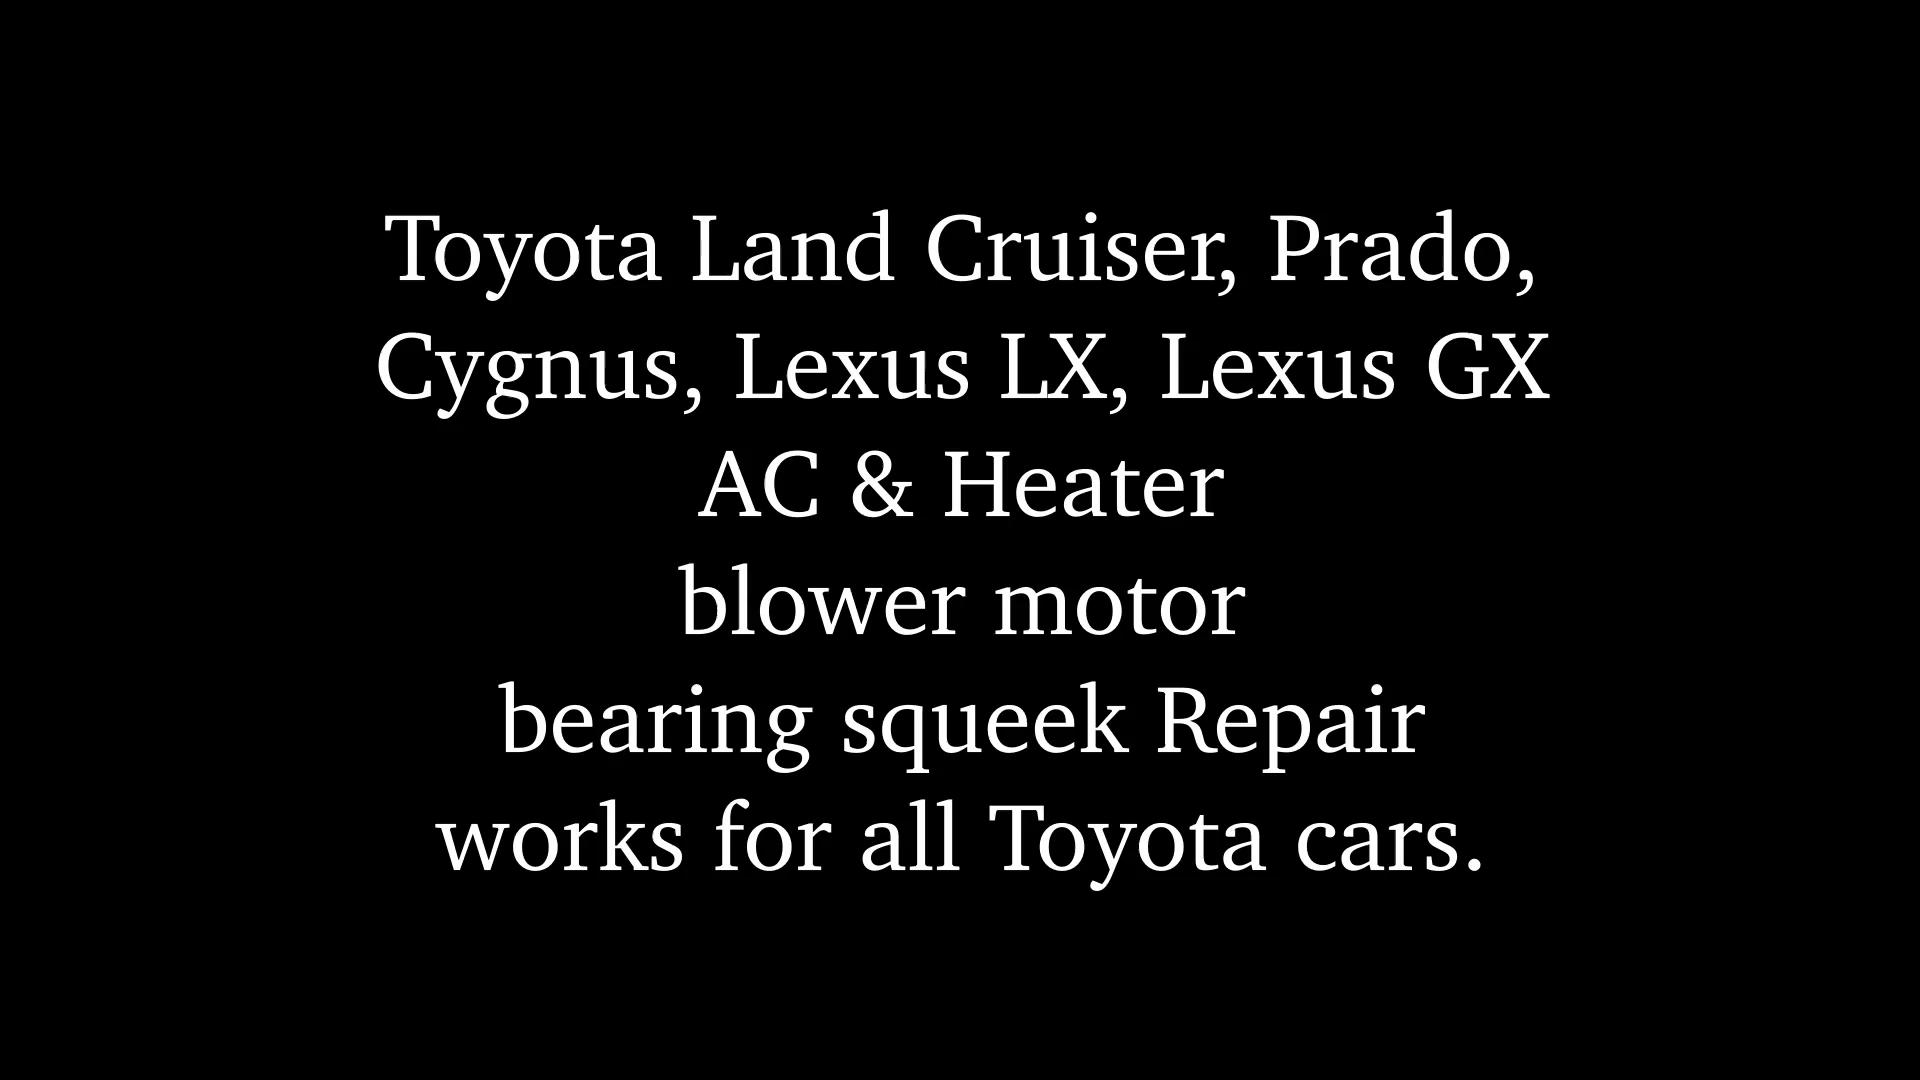 Toyota Land Cruiser, Prado,
Cygnus, Lexus LX, Lexus GX
AC & Heater
blower motor
bearing squeek Repair
works for all Toyota cars.